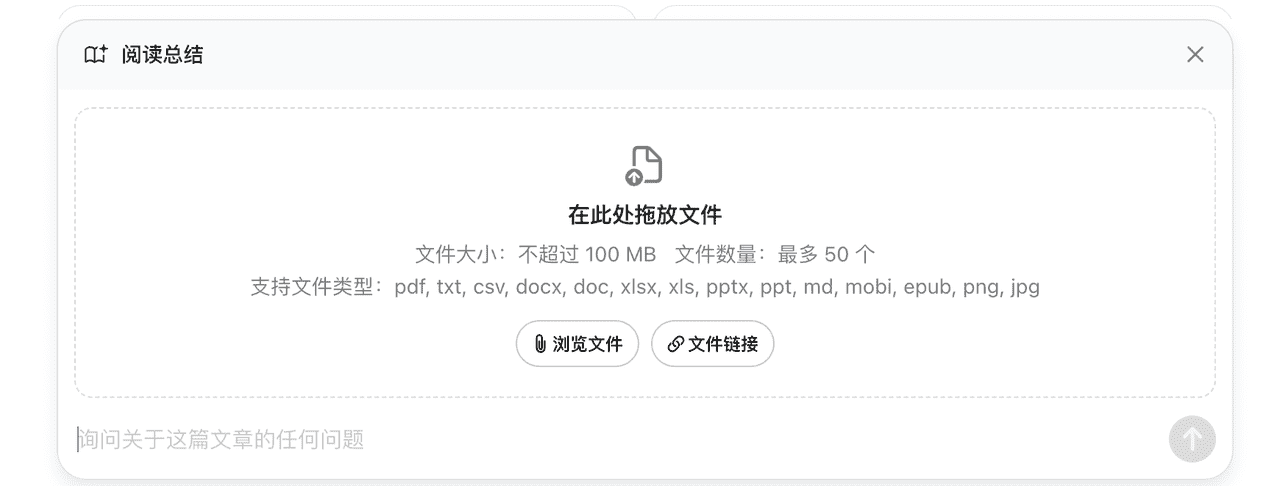 阅读总结
在此处拖放文件
文件大小：不超过 100 MB 文件数量：最多 50 个
支持文件类型：pdf, txt, csv, docx, doc, xlsx, xls, pptx, ppt, md, mobi, epub, png, jpg
浏览文件 文件链接
询问关于这篇文章的任何问题